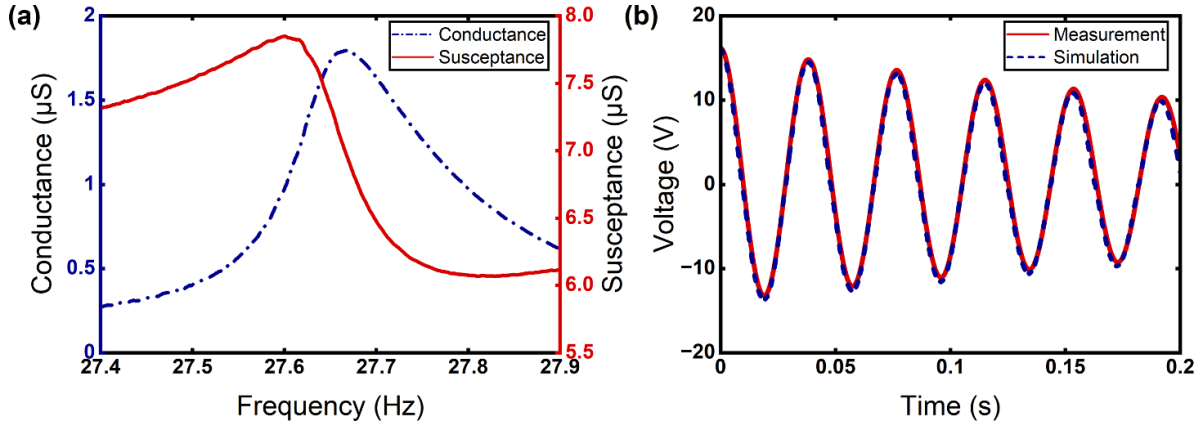 (a)
2
1.5
1
0.5
0
Conductance (µS)
Conductance
Susceptance
8.0
7.5
7.0
6.5
6.0
5.5
Susceptance (µS)
27.4 27.5 27.6 27.7 27.8 27.9
Frequency (Hz)
(b)
20
10
0
−10
−20
Voltage (V)
Measurement
Simulation
0 0.05 0.1 0.15 0.2
Time (s)